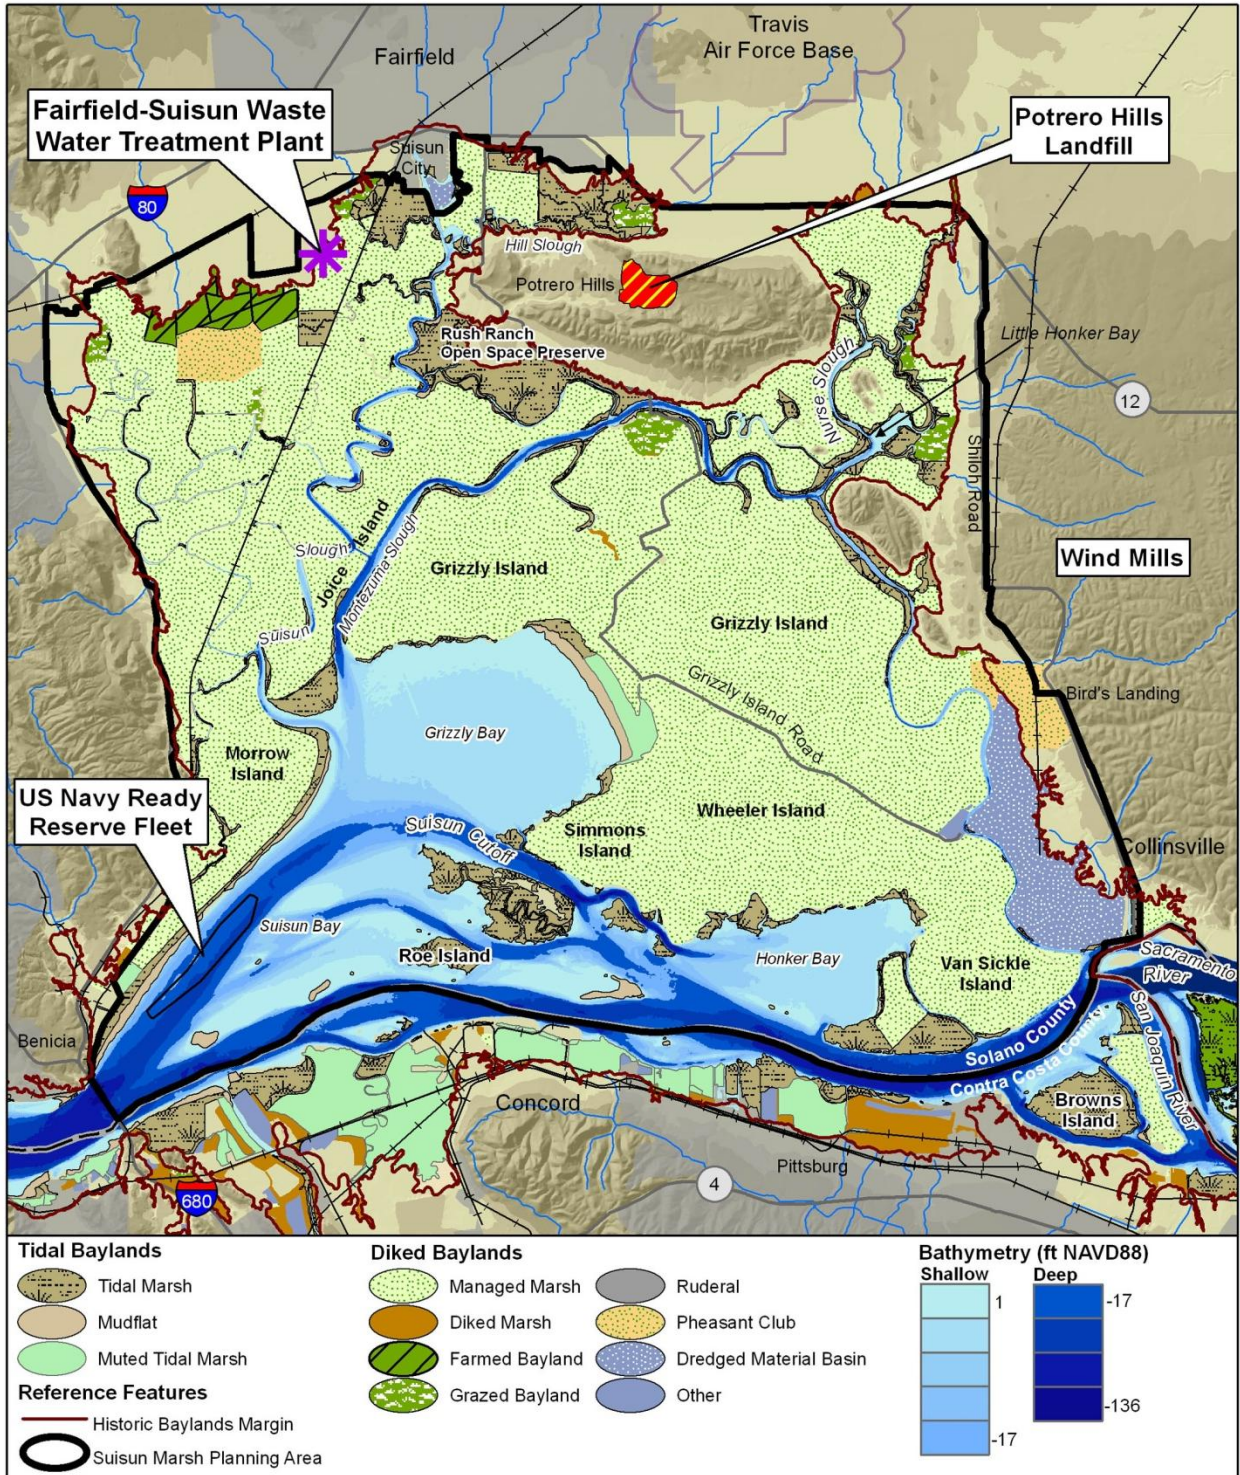 Travis
Air Force Base
Fairfield
Fairfield-Suisun Waste
Water Treatment Plant
Potrero Hills
Landfill
Suisun
City
80
Hill Slough
Potrero Hills
Rush Ranch
Open Space Preserve
Little Honker Bay
Nurse Slough
12
Shiloh Road
Slough
Suisun
Joice Island
Montezuma Slough
Grizzly Island
Wind Mills
Grizzly Island
Grizzly Island Road
Bird's Landing
Grizzly Bay
Morrow
Island
US Navy Ready
Reserve Fleet
Suisun Cutoff
Simmons
Island
Wheeler Island
Collinsville
Suisun Bay
Roe Island
Honker Bay
Van Sickle
Island
Sacramento
River
San Joaquin River
Solano County
Contra Costa County
Benicia
Concord
Browns
Island
Pittsburg
680
4
Tidal Baylands
Tidal Marsh
Mudflat
Muted Tidal Marsh
Reference Features
Historic Baylands Margin
Suisun Marsh Planning Area
Diked Baylands
Managed Marsh
Diked Marsh
Farmed Bayland
Grazed Bayland
Ruderal
Pheasant Club
Dredged Material Basin
Other
Bathymetry (ft NAVD88)
Shallow
1
-17
Deep
-17
-136